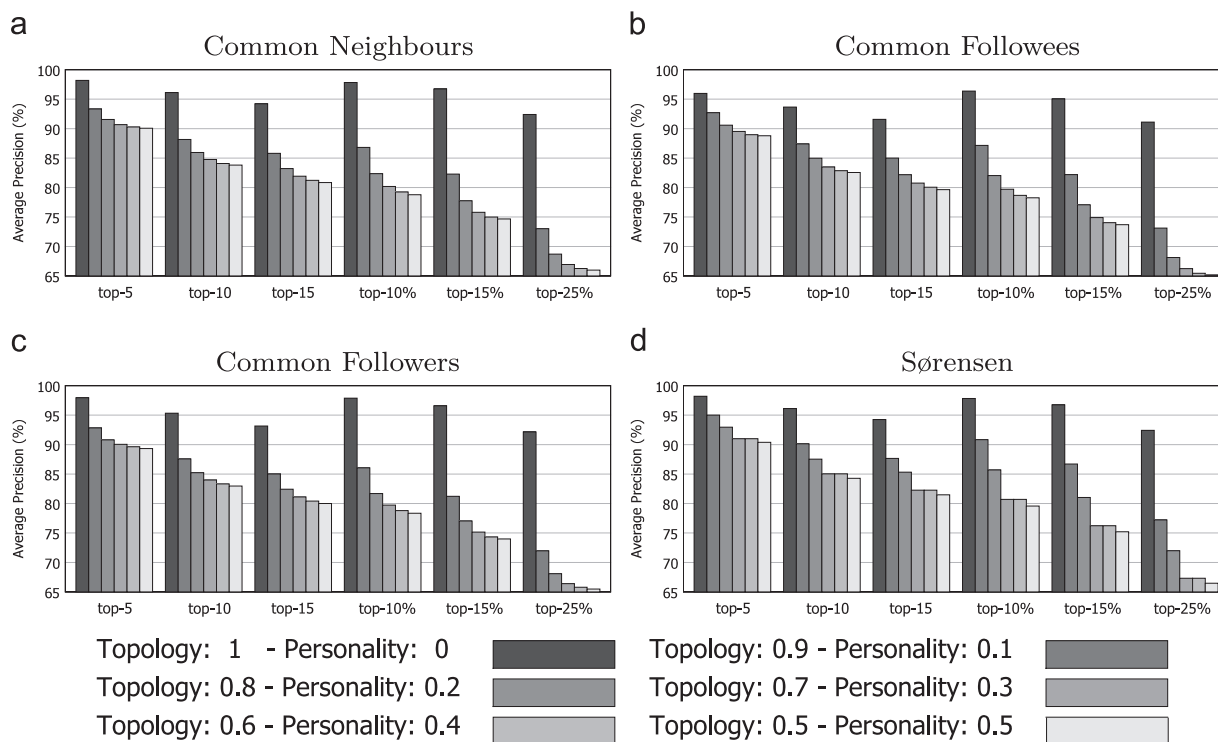 a
Common Neighbours
Average Precision (%)
100
95
90
85
80
75
70
65
top-5 top-10 top-15 top-10% top-15% top-25%
b
Common Followees
Average Precision (%)
100
95
90
85
80
75
70
65
top-5 top-10 top-15 top-10% top-15% top-25%
c
Common Followers
Average Precision (%)
100
95
90
85
80
75
70
65
top-5 top-10 top-15 top-10% top-15% top-25%
d
Sørensen
Average Precision (%)
100
95
90
85
80
75
70
65
top-5 top-10 top-15 top-10% top-15% top-25%
Topology: 1 - Personality: 0
Topology: 0.9 - Personality: 0.1
Topology: 0.8 - Personality: 0.2
Topology: 0.7 - Personality: 0.3
Topology: 0.6 - Personality: 0.4
Topology: 0.5 - Personality: 0.5